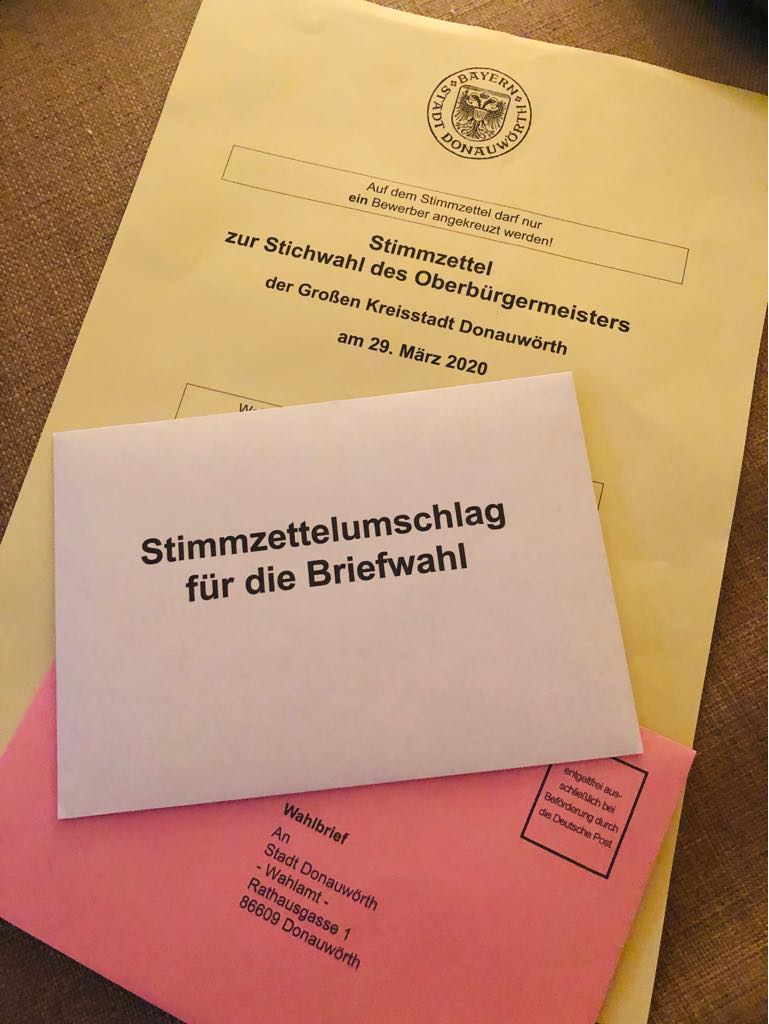 BAYERN
STADT DONAUWÖRTH
Auf dem Stimmzettel darf nur
ein Bewerber angekreuzt werden!
Stimmzettel
zur Stichwahl des Oberbürgermeisters
der Großen Kreisstadt Donauwörth
am 29. März 2020
Stimmzettelumschlag
für die Briefwahl
entgeltfrei aus-
schließlich bei
Beförderung durch
die Deutsche Post
Wahlbrief
An
Stadt Donauwörth
- Wahlamt -
Rathausgasse 1
86609 Donauwörth